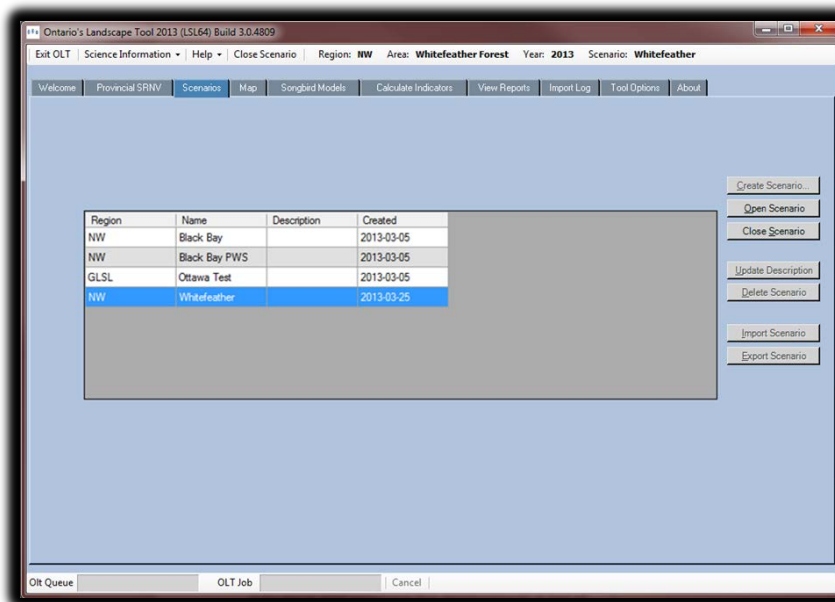 Ontario's Landscape Tool 2013 (LSL64) Build 3.0.4809
Exit OLT Science Information Help Close Scenario Region: NW Area: Whitefeather Forest Year: 2013 Scenario: Whitefeather
Welcome Provincial SRNV Scenarios Map Songbird Models Calculate Indicators View Reports Import Log Tool Options About
Create Scenario...
Open Scenario
Close Scenario
Update Description
Delete Scenario
Import Scenario
Export Scenario
Region Name Description Created
NW Black Bay 2013-03-05
NW Black Bay PWS 2013-03-05
GLSL Ottawa Test 2013-03-05
NW Whitefeather 2013-03-25
Olt Queue OLT Job Cancel